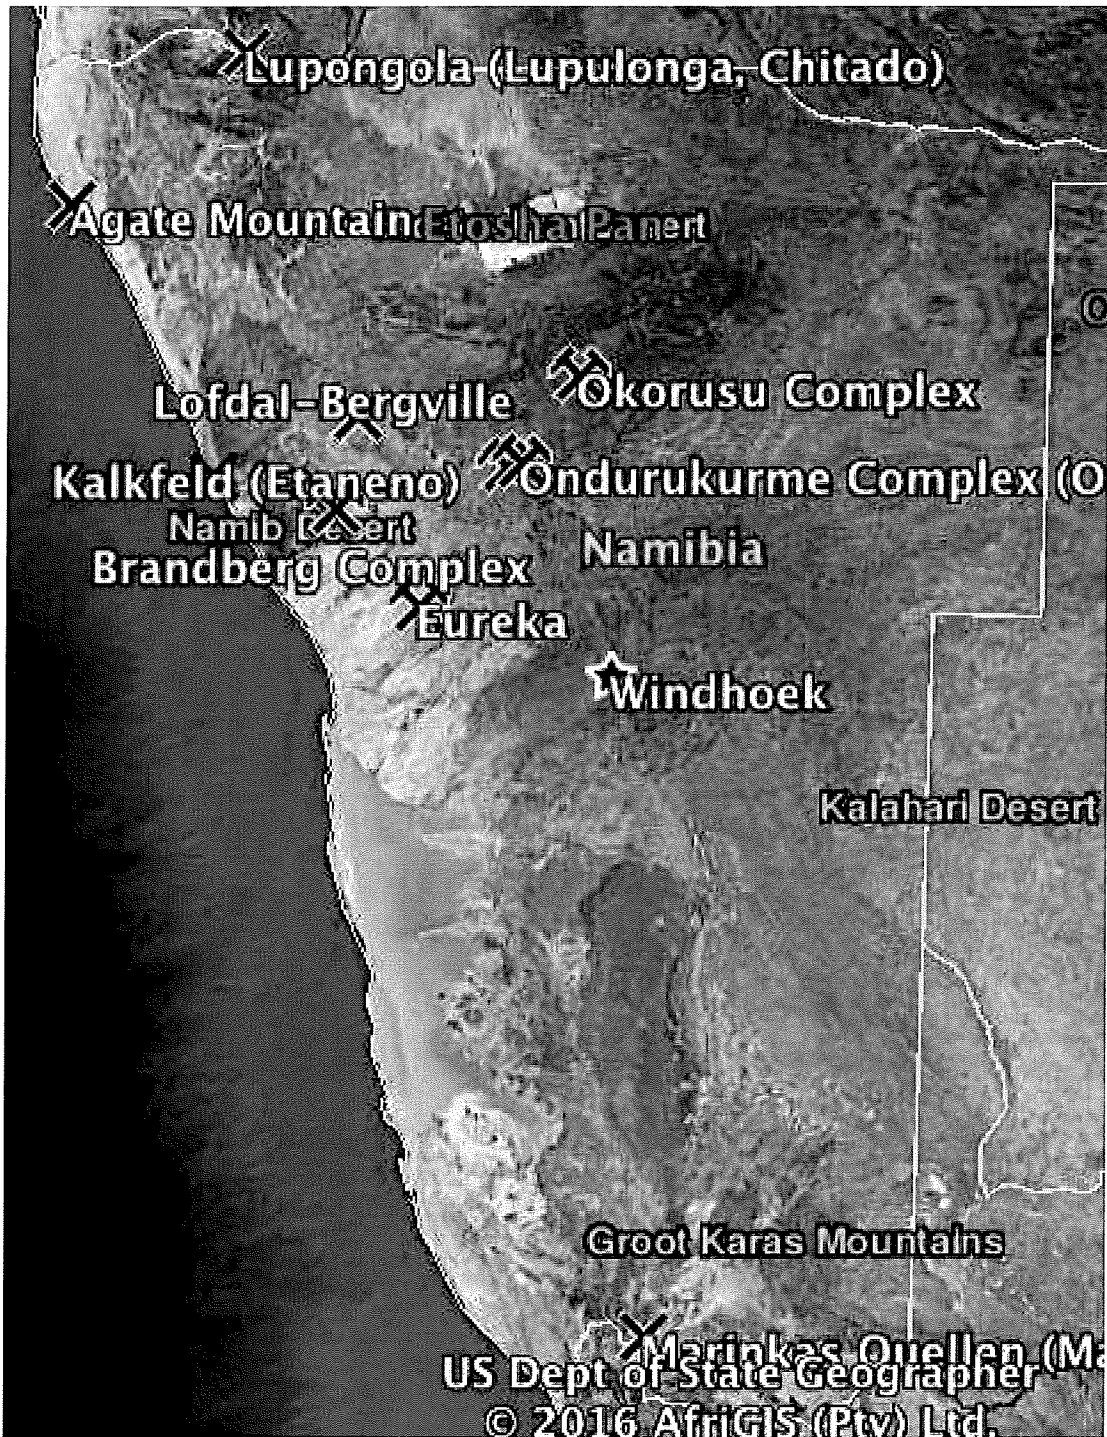 Lupongola (Lupulonga, Chitado)
Agate Mountain
Etosha Pan
Okorusu Complex
Lofdal-Bergville
Kalkfeld (Etaneno)
Ondurukurme Complex (O
Namib Desert
Namibia
Brandberg Complex
Eureka
Windhoek
Kalahari Desert
Groot Karas Mountains
Marinkas Quellen (Ma
US Dept of State Geographer
© 2016 AfriGIS (Pty) Ltd.